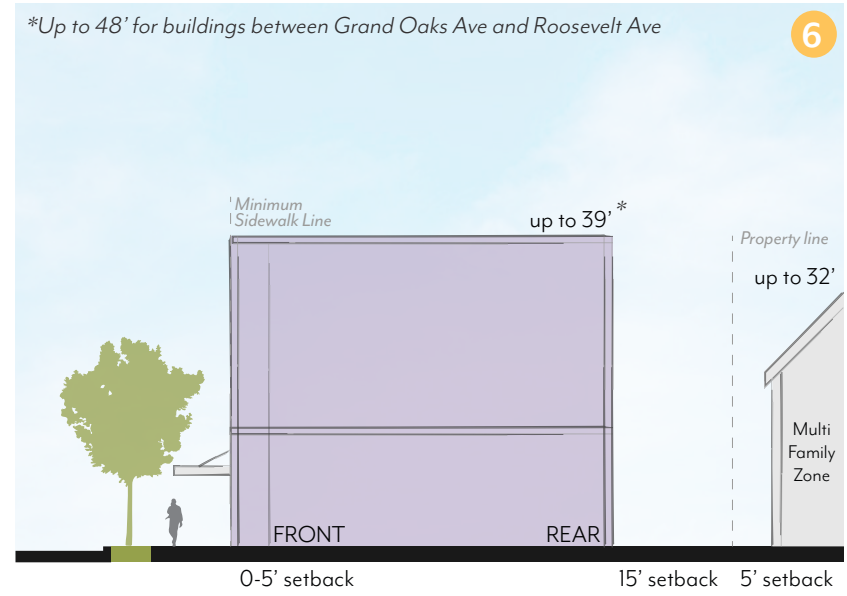 *Up to 48' for buildings between Grand Oaks Ave and Roosevelt Ave
6
Minimum
Sidewalk Line
up to 39' *
Property line
up to 32'
Multi
Family
Zone
FRONT
REAR
0-5' setback
15' setback
5' setback